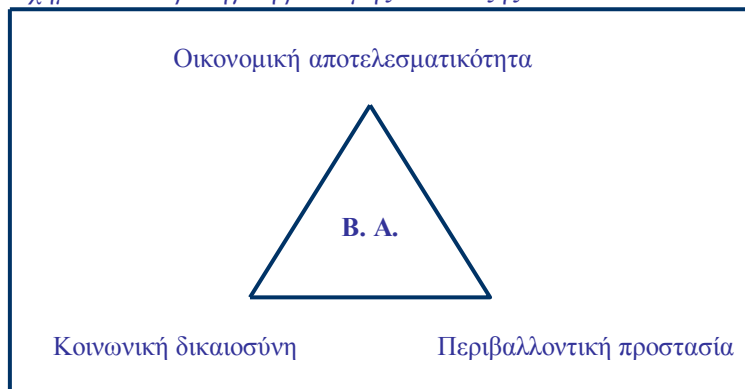 Οικονομική αποτελεσματικότητα
Β. Α.
Κοινωνική δικαιοσύνη Περιβαλλοντική προστασία